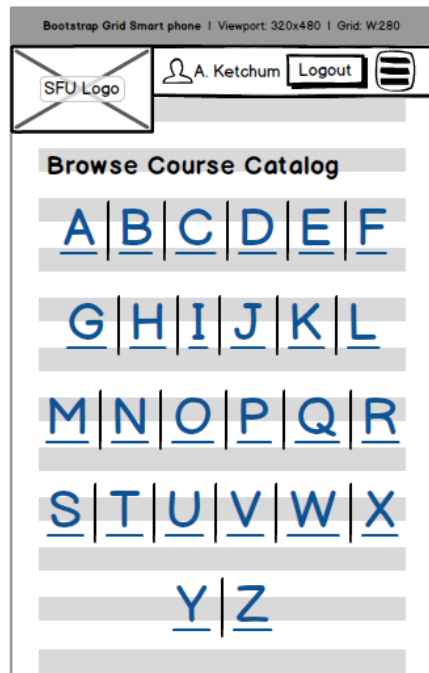 Bootstrap Grid Smart phone | Viewport: 320x480 | Grid: W:280
SFU Logo
A. Ketchum Logout
Browse Course Catalog
A | B | C | D | E | F
G | H | I | J | K | L
M | N | O | P | Q | R
S | T | U | V | W | X
Y | Z